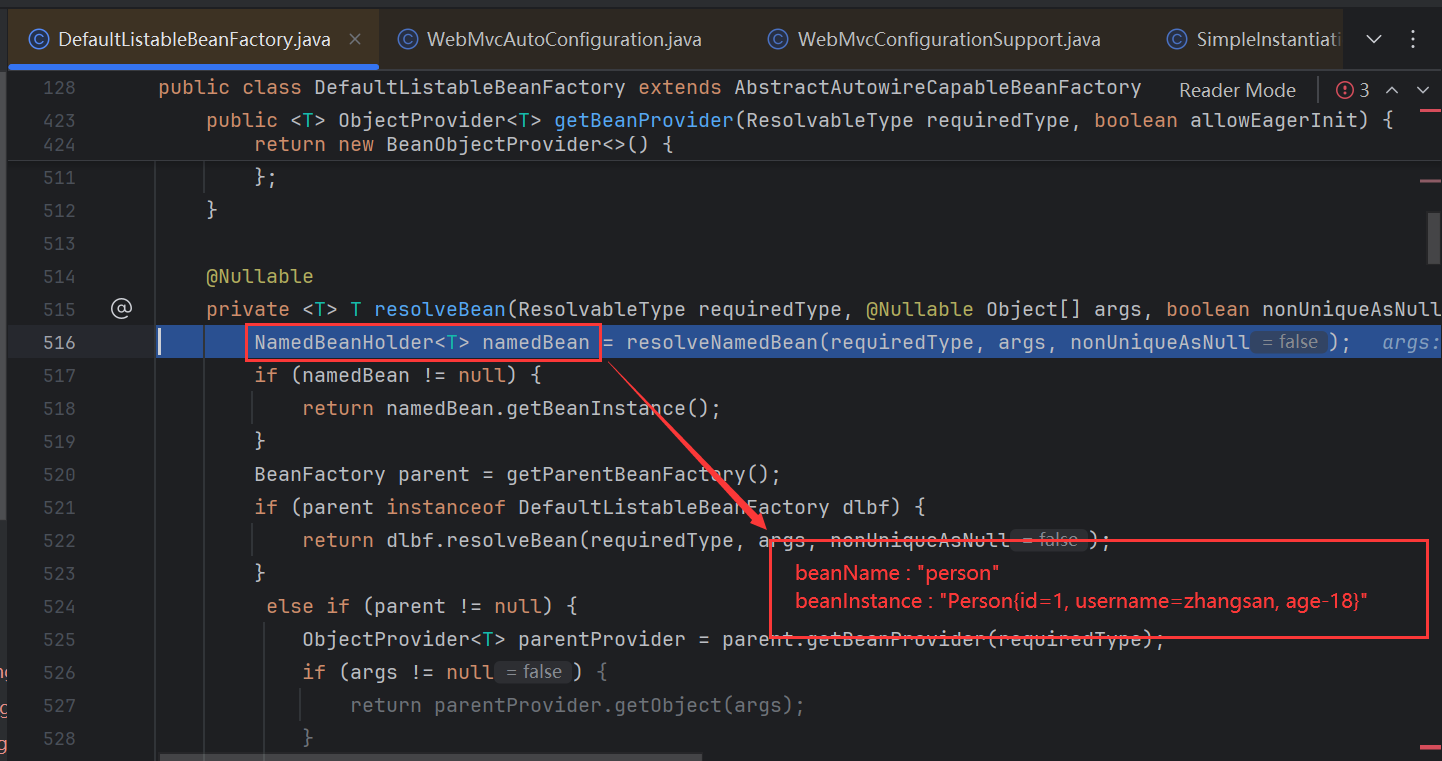 DefaultListableBeanFactory.java WebMvcAutoConfiguration.java WebMvcConfigurationSupport.java SimpleInstantiati
128 public class DefaultListableBeanFactory extends AbstractAutowireCapableBeanFactory Reader Mode 3
423 public <T> ObjectProvider<T> getBeanProvider(ResolvableType requiredType, boolean allowEagerInit) {
424 return new BeanObjectProvider<>() {
511 };
512 }
513
514 @Nullable
515 @ private <T> T resolveBean(ResolvableType requiredType, @Nullable Object[] args, boolean nonUniqueAsNull
516 NamedBeanHolder<T> namedBean = resolveNamedBean(requiredType, args, nonUniqueAsNull = false ); args:
517 if (namedBean != null) {
518 return namedBean.getBeanInstance();
519 }
520 BeanFactory parent = getParentBeanFactory();
521 if (parent instanceof DefaultListableBeanFactory dlbf) {
522 return dlbf.resolveBean(requiredType, args, nonUniqueAsNull = false );
523 }
beanName : "person"
beanInstance : "Person{id=1, username=zhangsan, age-18}"
524 else if (parent != null) {
525 ObjectProvider<T> parentProvider = parent.getBeanProvider(requiredType);
526 if (args != null = false ) {
527 return parentProvider.getObject(args);
528 }